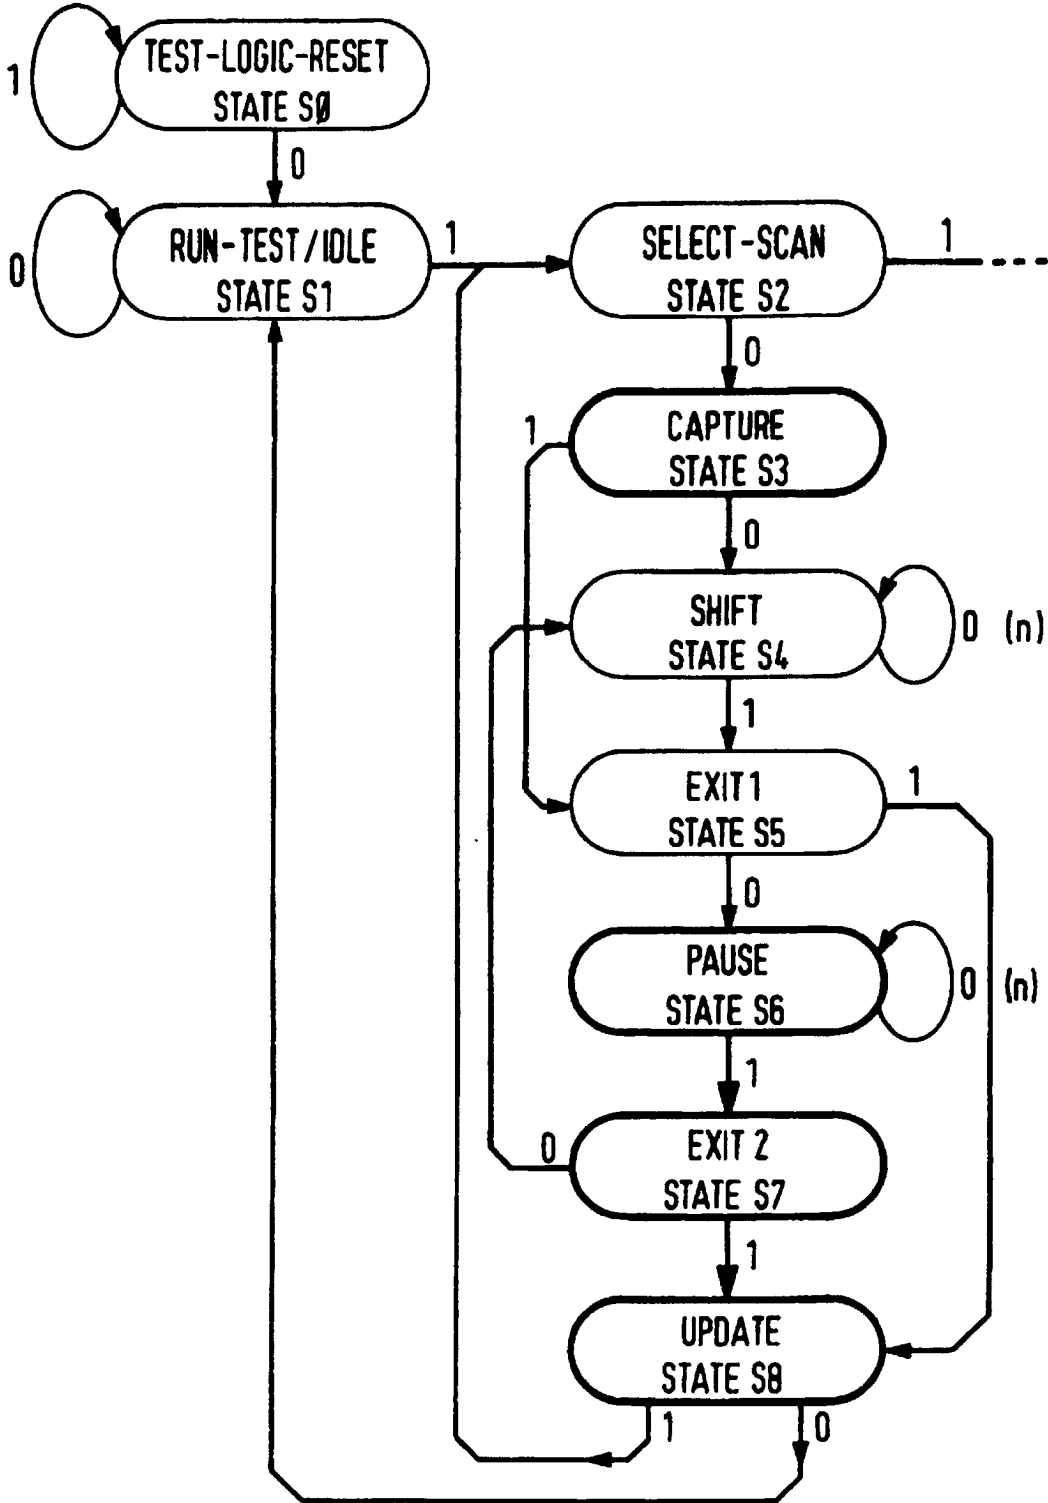 1
TEST-LOGIC-RESET
STATE SØ
0
0
RUN-TEST/IDLE
STATE S1
1
SELECT-SCAN
STATE S2
1
0
1
CAPTURE
STATE S3
0
SHIFT
STATE S4
0 (n)
1
EXIT 1
STATE S5
1
0
PAUSE
STATE S6
0 (n)
1
0
EXIT 2
STATE S7
1
UPDATE
STATE S8
1
0